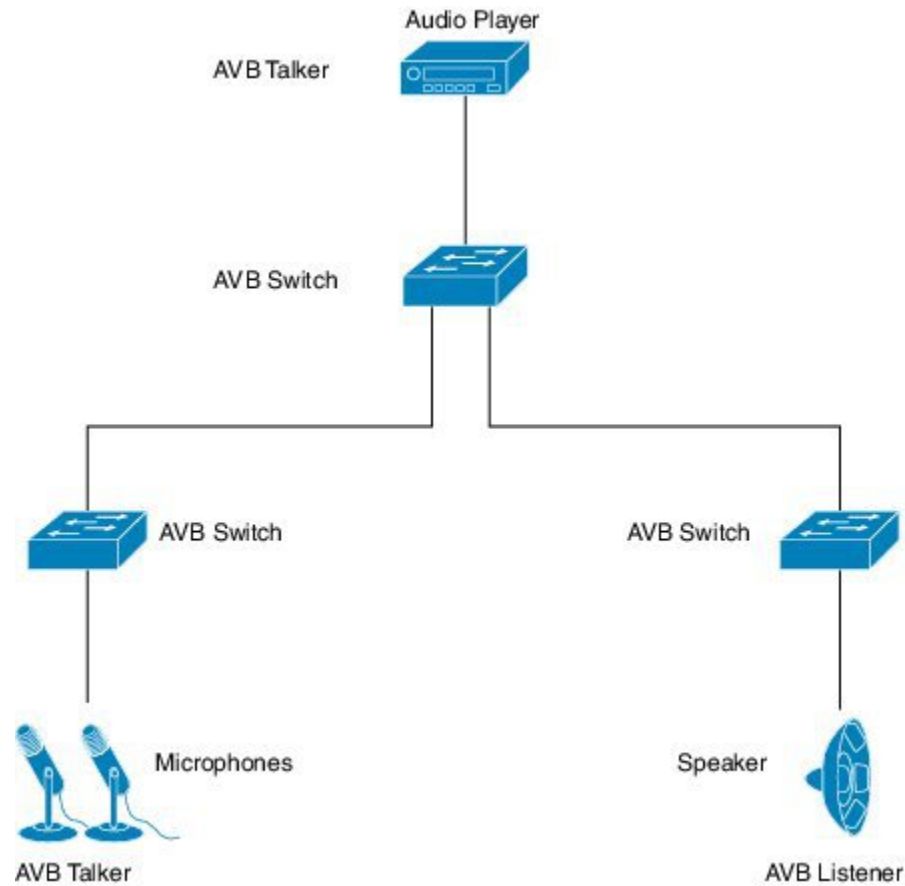 Audio Player
AVB Talker
AVB Switch
AVB Switch
AVB Switch
Microphones
Speaker
AVB Talker
AVB Listener